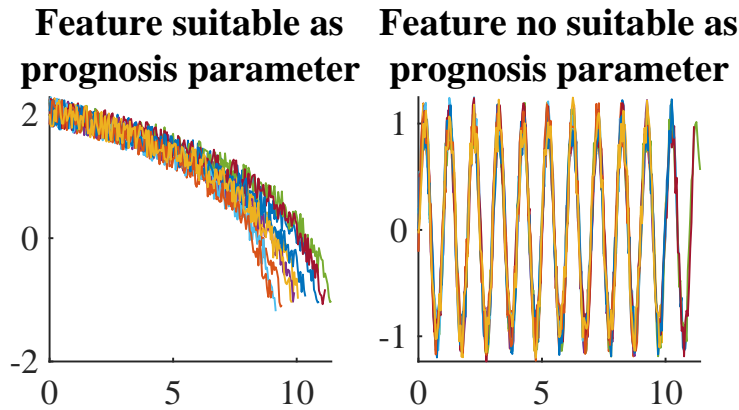 Feature suitable as
prognosis parameter
2
0
-2
0 5 10
Feature no suitable as
prognosis parameter
1
0
-1
0 5 10